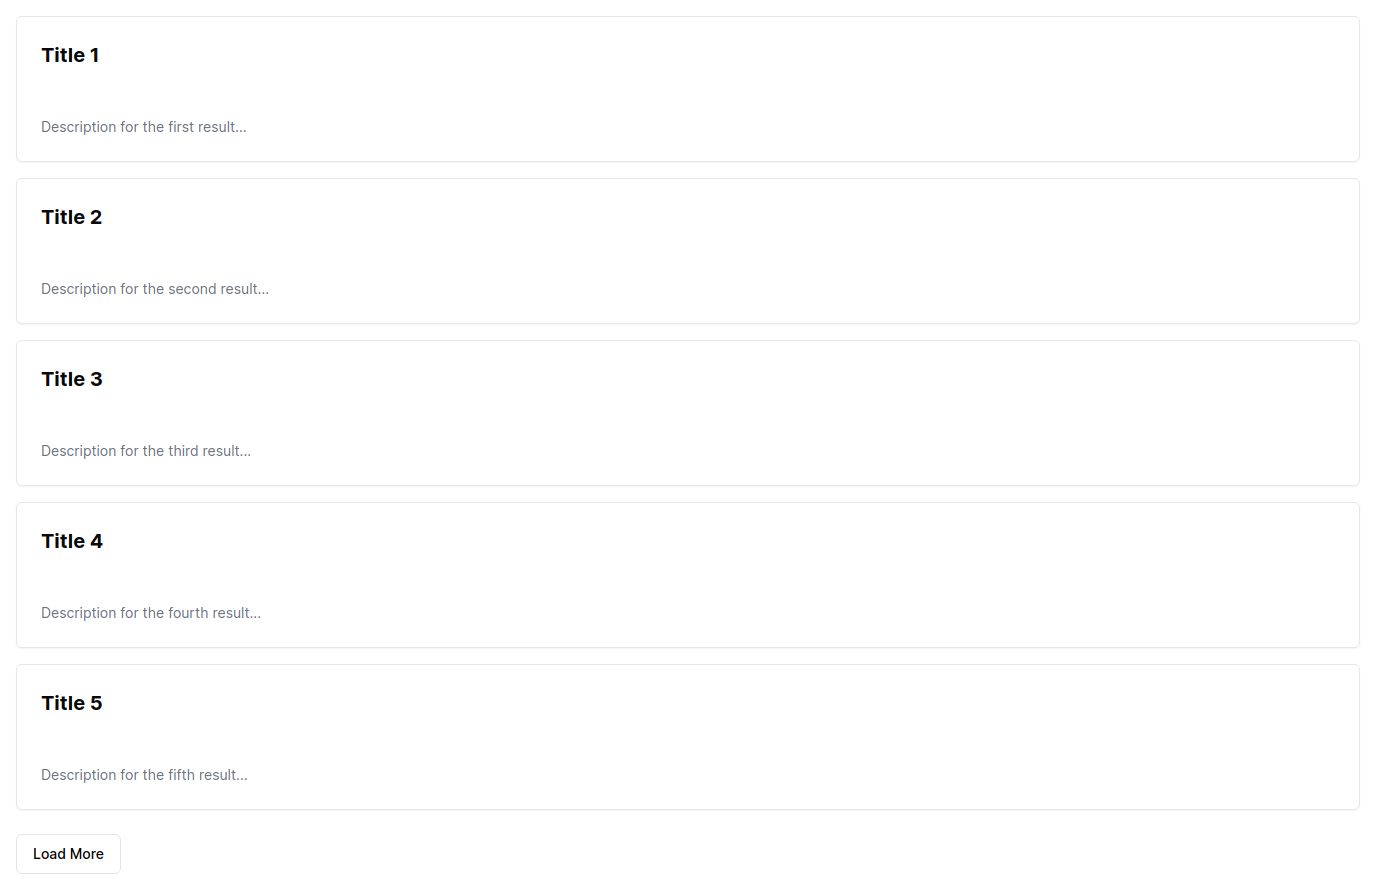 Title 1
Description for the first result...
Title 2
Description for the second result...
Title 3
Description for the third result...
Title 4
Description for the fourth result...
Title 5
Description for the fifth result...
Load More